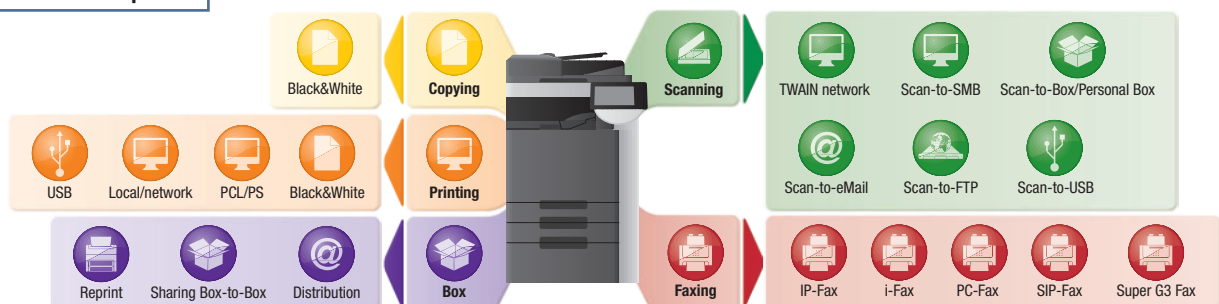 Black&White
Copying
Scanning
TWAIN network
Scan-to-SMB
Scan-to-Box/Personal Box
USB
Local/network
PCL/PS
Black&White
Printing
Scan-to-eMail
Scan-to-FTP
Scan-to-USB
Reprint
Sharing Box-to-Box
Distribution
Box
Faxing
IP-Fax
i-Fax
PC-Fax
SIP-Fax
Super G3 Fax